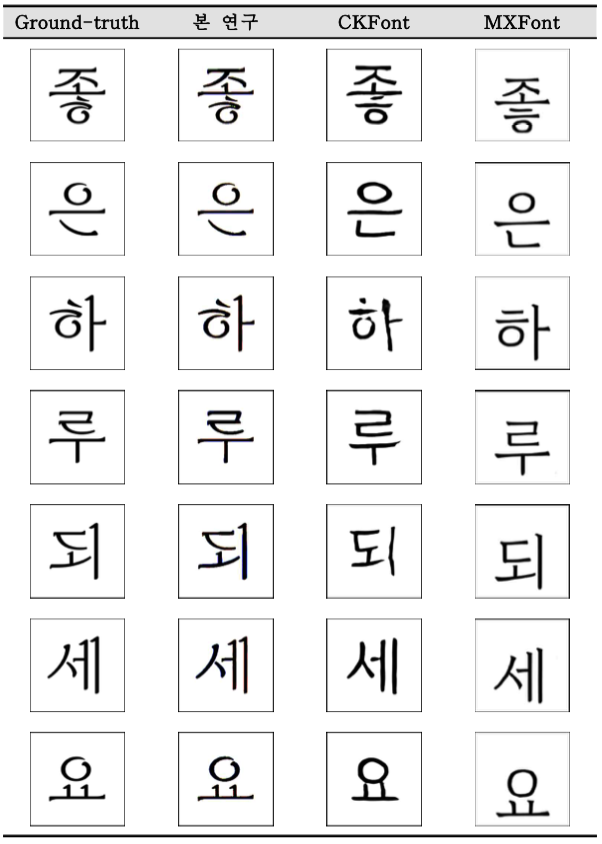 Ground-truth 본 연구 CKFont MXFont
좋 좋 좋 좋
은 은 은 은
하 하 하 하
루 루 루 루
되 되 되 되
세 세 세 세
요 요 요 요